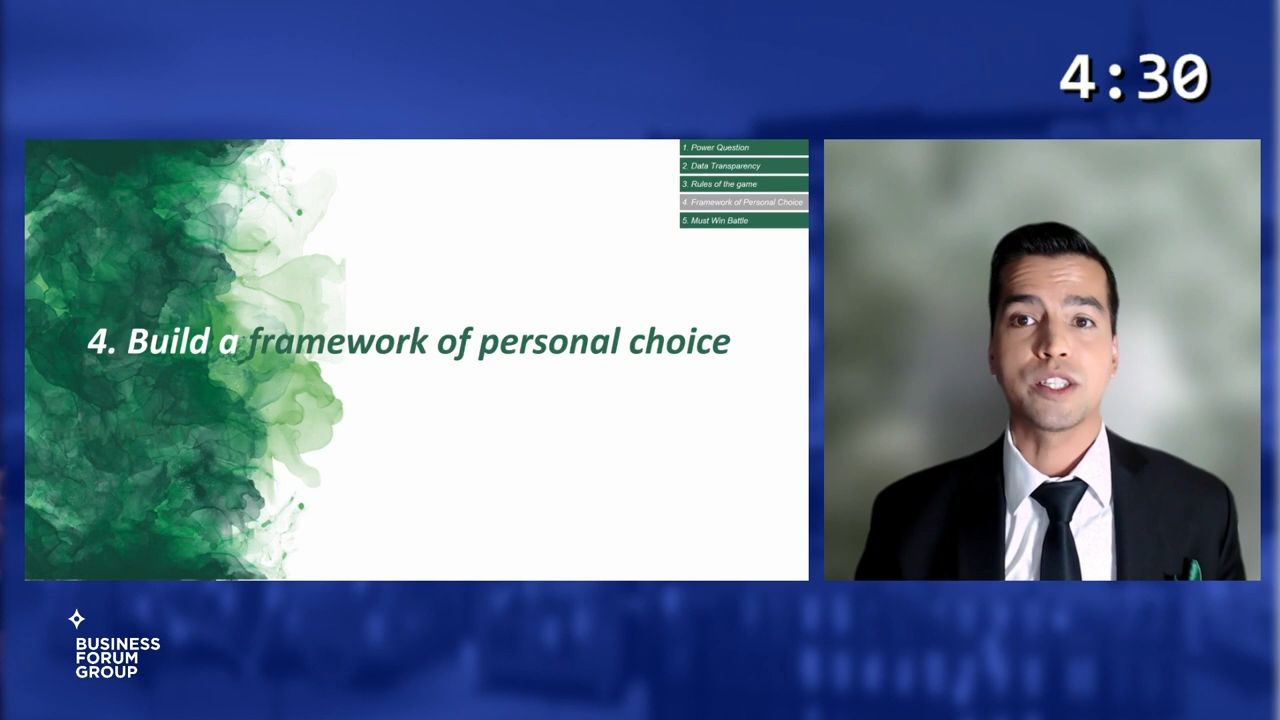 4:30
1. Power Question
2. Data Transparency
3. Rules of the game
4. Framework of Personal Choice
5. Must Win Battle
4. Build a framework of personal choice
BUSINESS
FORUM
GROUP